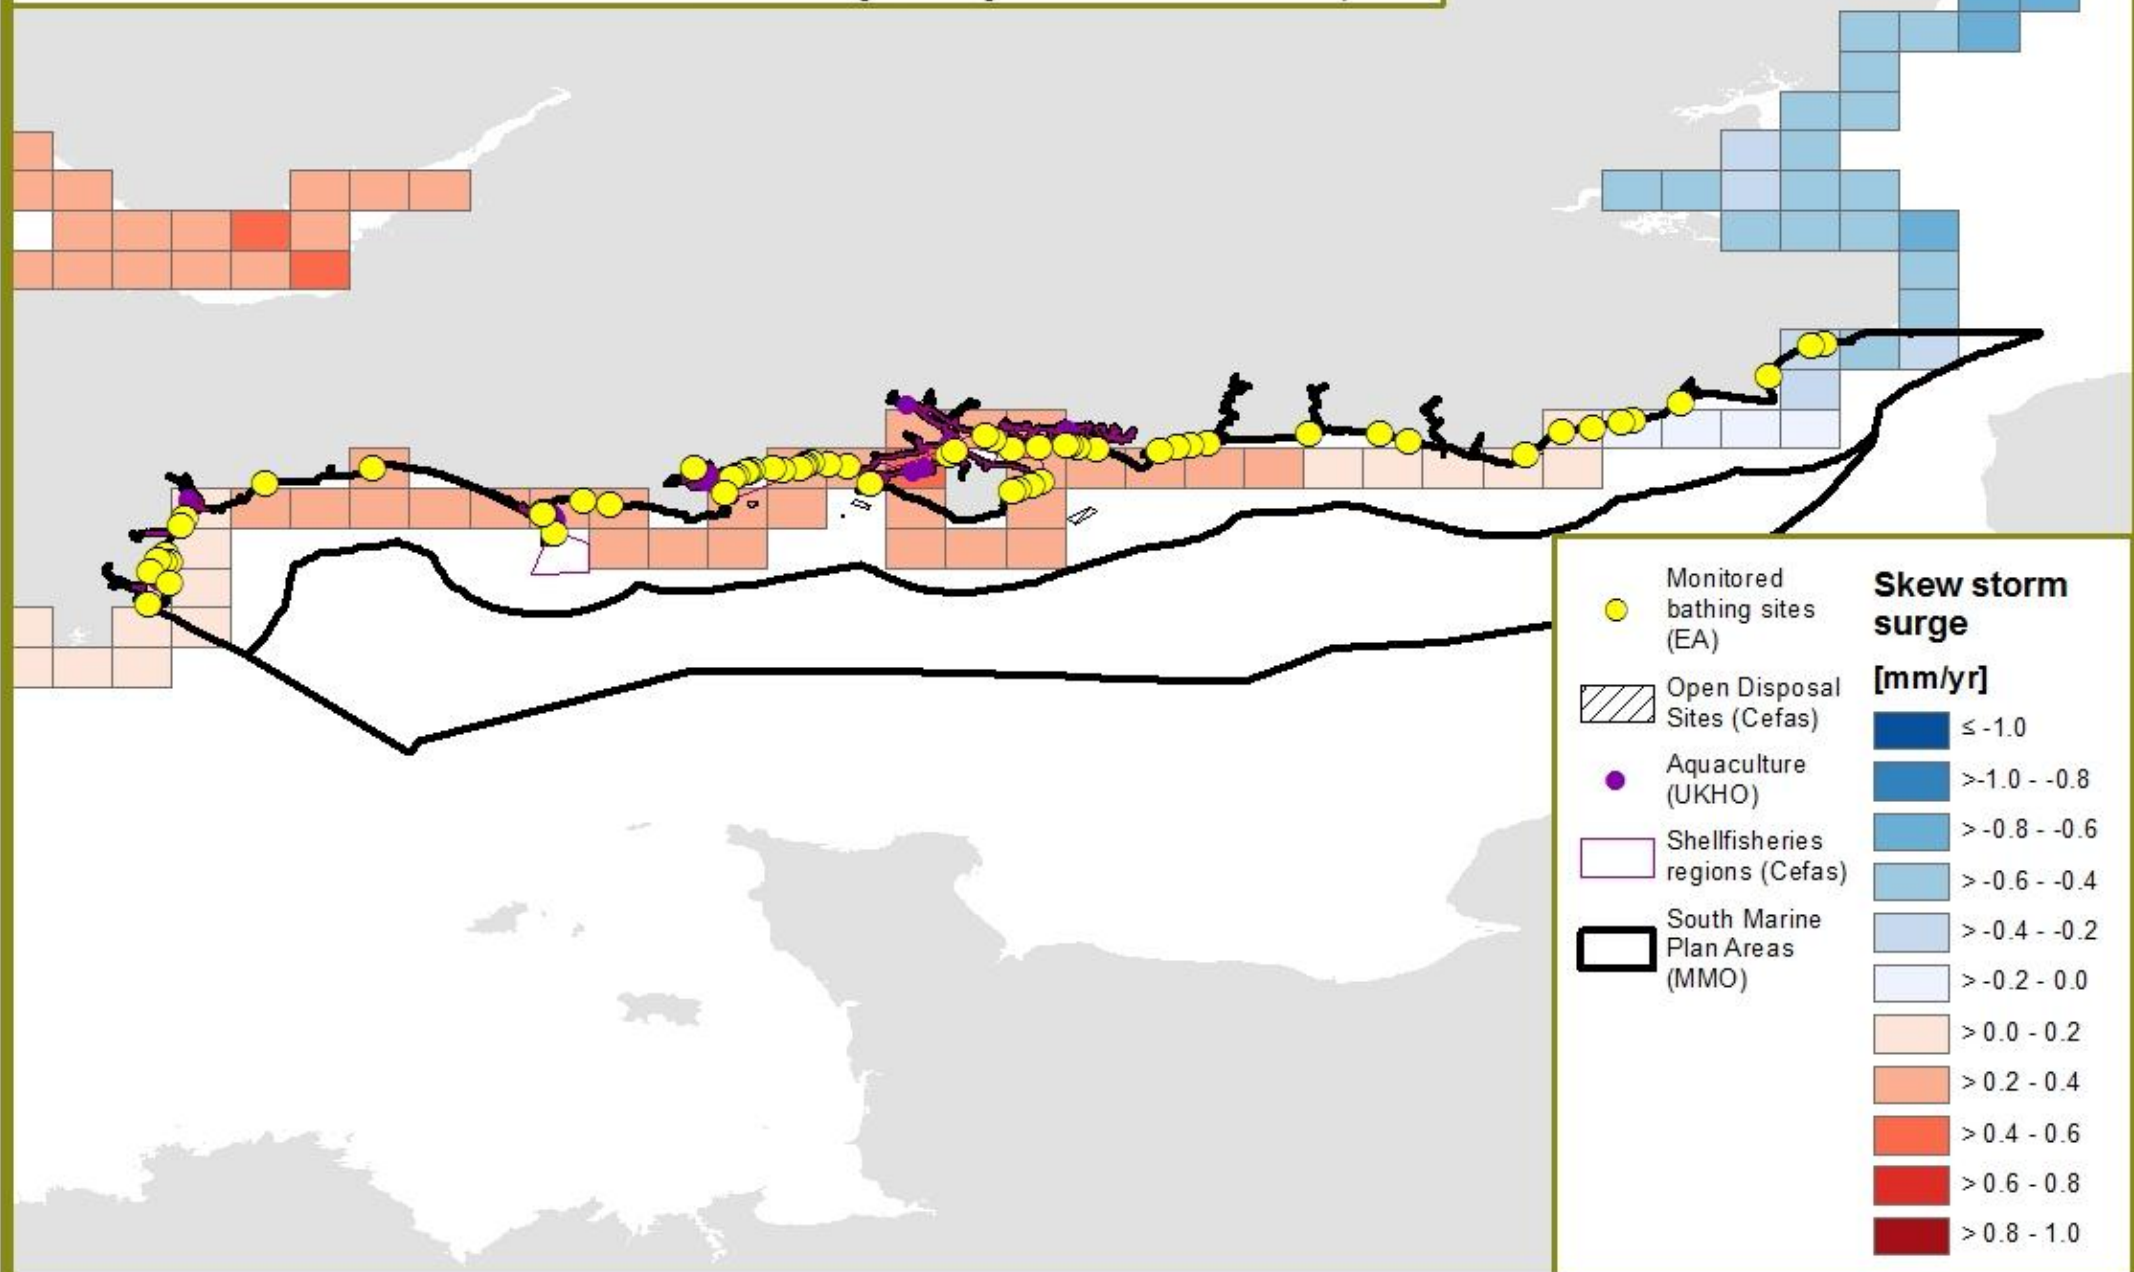 Monitored
bathing sites
(EA)
Open Disposal
Sites (Cefas)
Aquaculture
(UKHO)
Shellfisheries
regions (Cefas)
South Marine
Plan Areas
(MMO)
Skew storm
surge
[mm/yr]
≤ -1.0
>-1.0 - -0.8
> -0.8 - -0.6
> -0.6 - -0.4
> -0.4 - -0.2
> -0.2 - 0.0
> 0.0 - 0.2
> 0.2 - 0.4
> 0.4 - 0.6
> 0.6 - 0.8
> 0.8 - 1.0